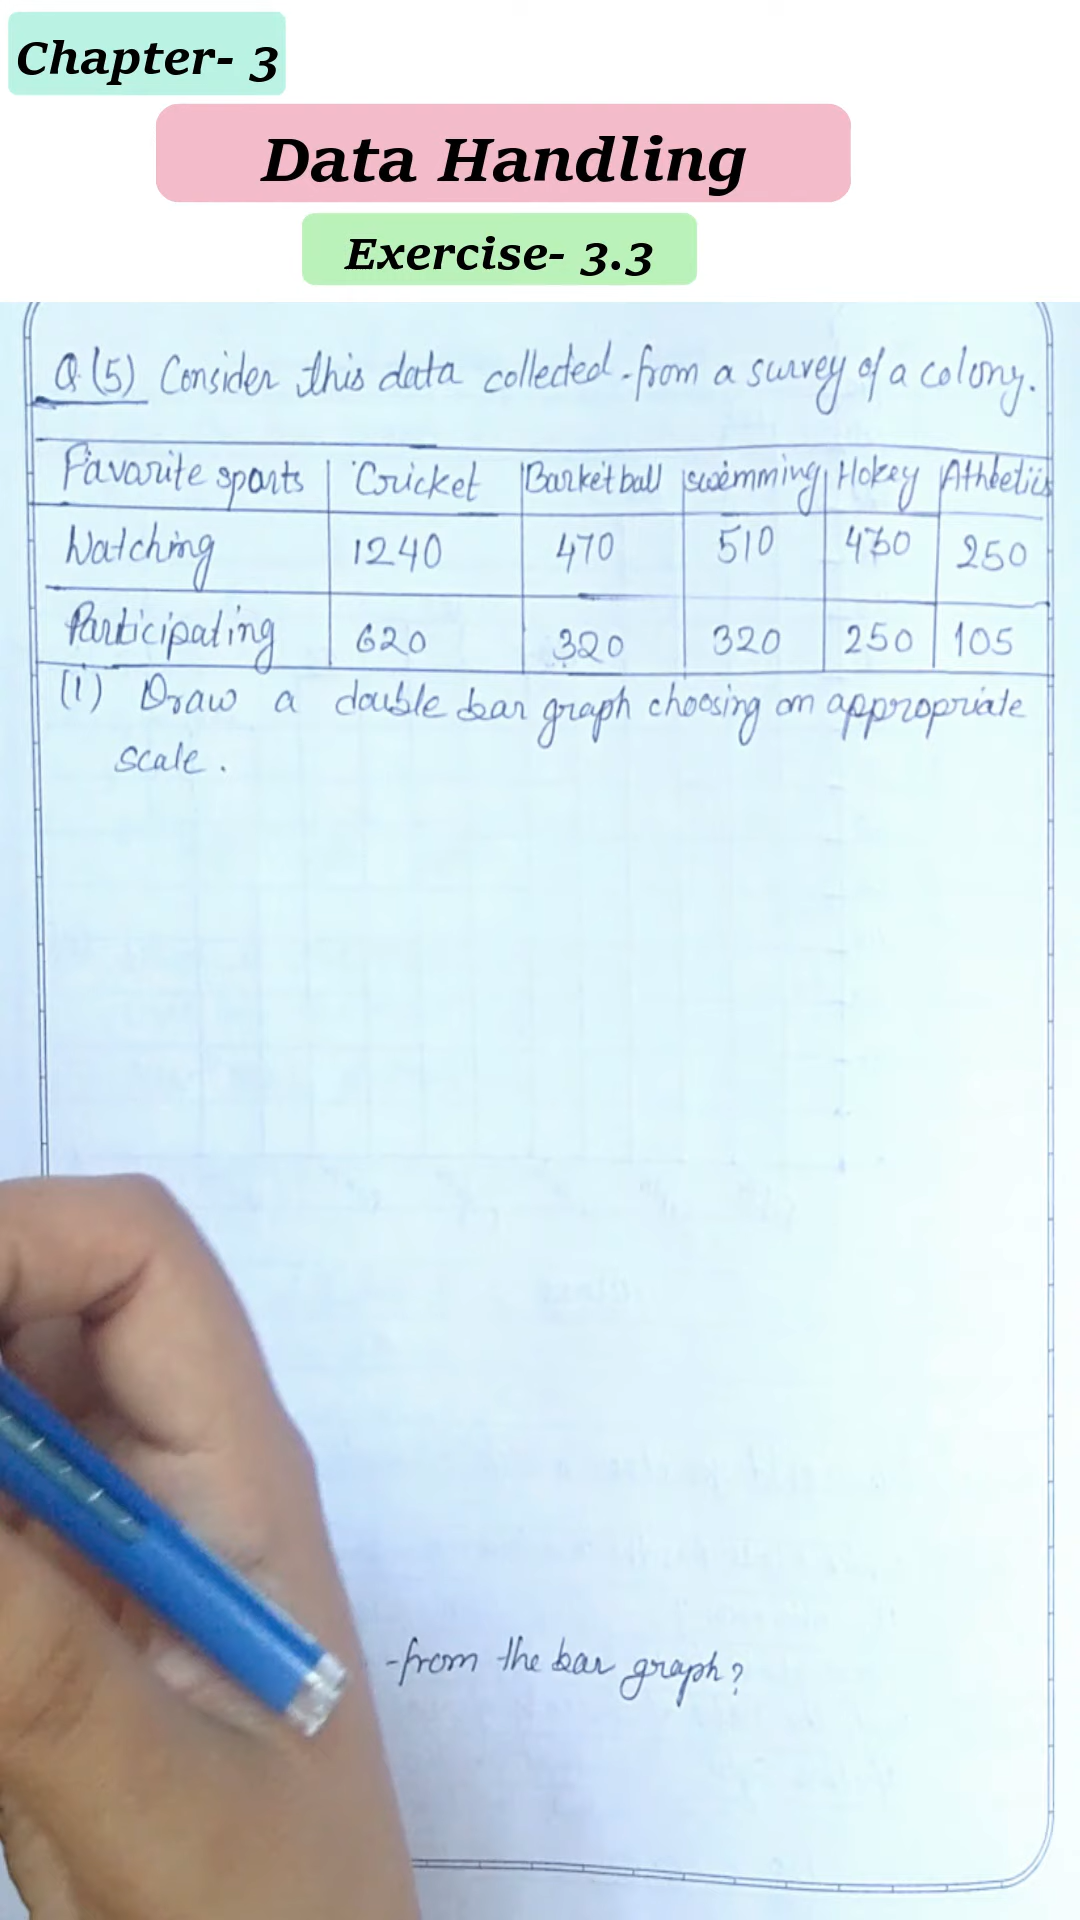 Chapter- 3
Data Handling
Exercise- 3.3
Q.(5) Consider this data collected from a survey of a colony.
Favorite sports Cricket Barket ball swimming Hokey Athletics
Watching 1240 470 510 430 250
Participating 620 320 320 250 105
(i) Draw a double bar graph choosing an appropriate
scale.
from the bar graph?